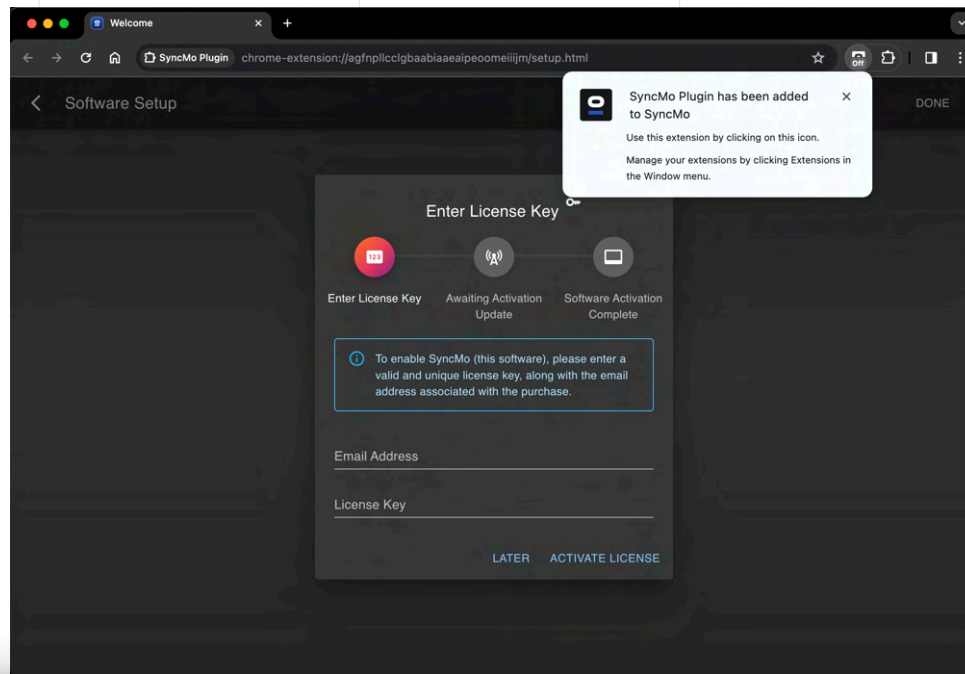 Welcome
SyncMo Plugin
chrome-extension://agfnpllcclgbaabiaaeaipeoomeiiijm/setup.html
Off
Software Setup
DONE
SyncMo Plugin has been added
to SyncMo
Use this extension by clicking on this icon.
Manage your extensions by clicking Extensions in
the Window menu.
Enter License Key
123
Enter License Key
Awaiting Activation
Update
Software Activation
Complete
To enable SyncMo (this software), please enter a
valid and unique license key, along with the email
address associated with the purchase.
Email Address
License Key
LATER
ACTIVATE LICENSE